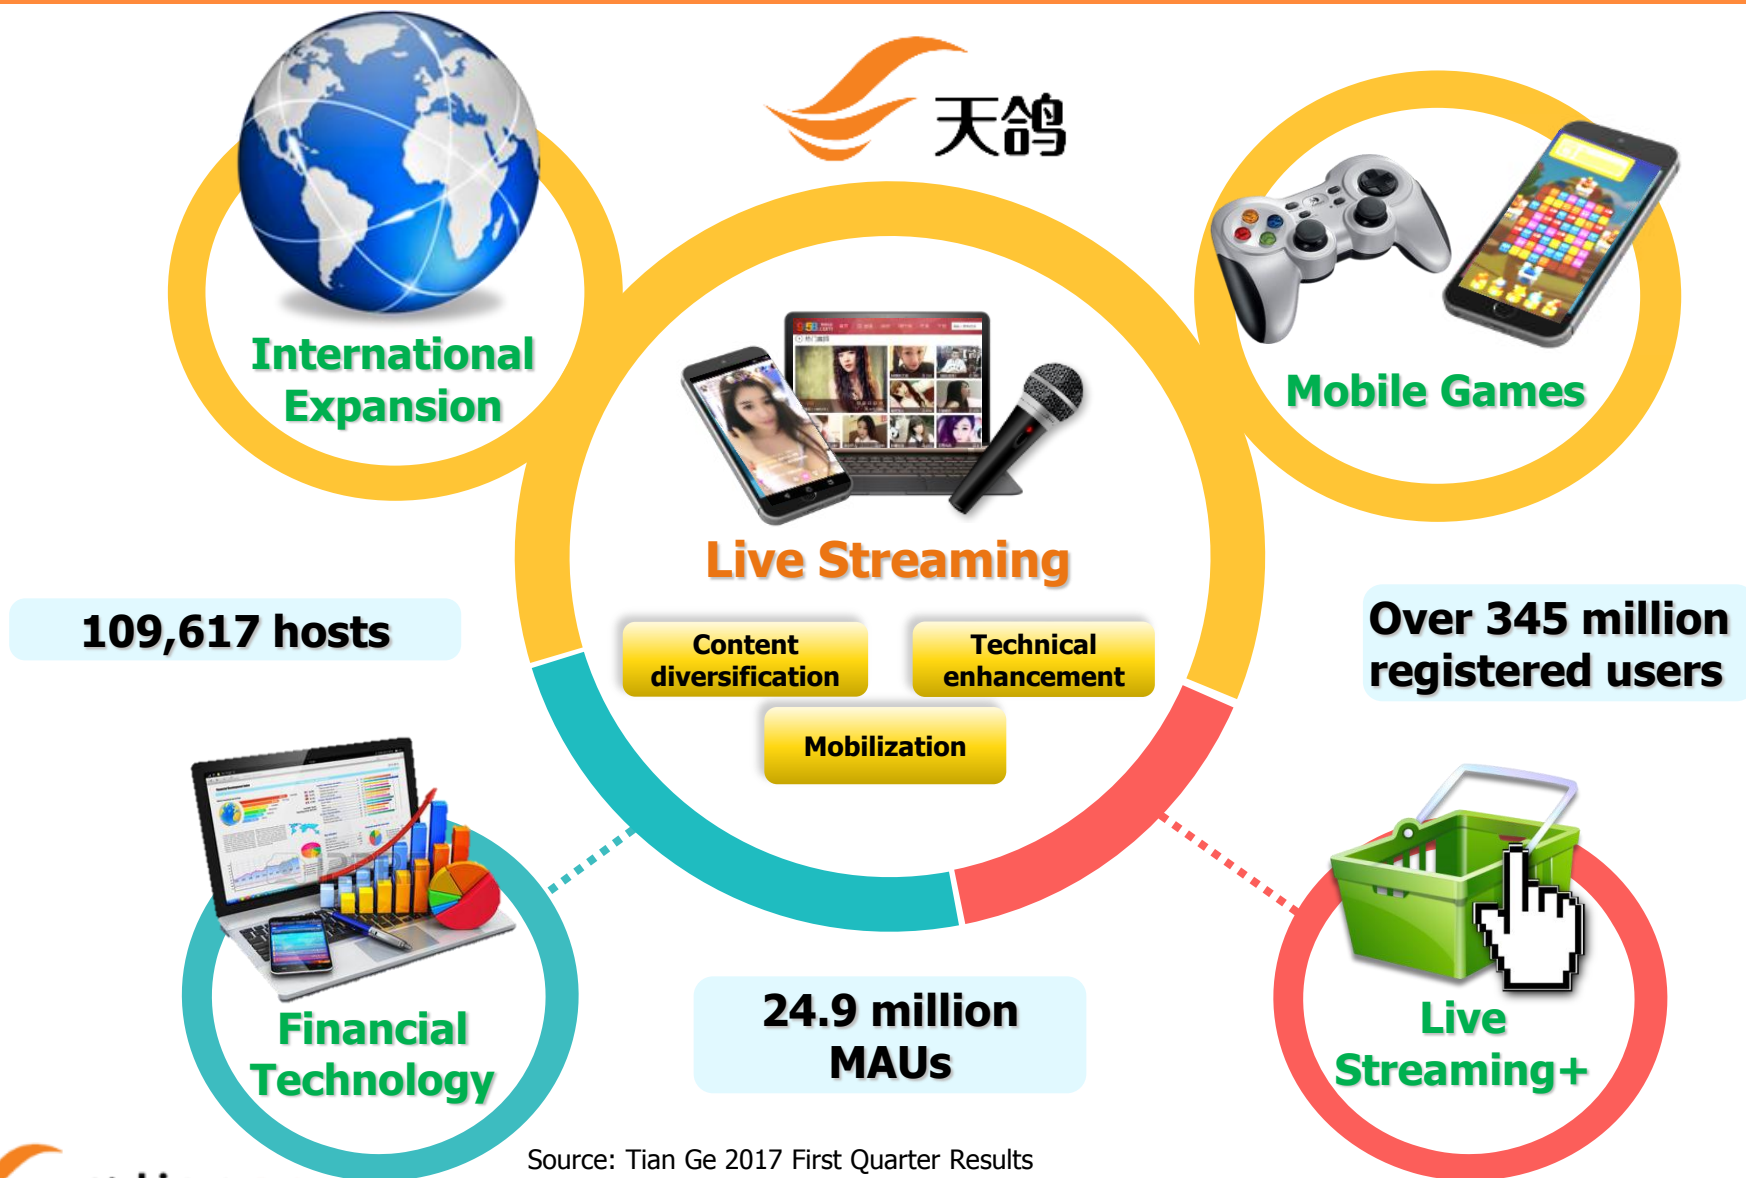 天鸽
International
Expansion
Mobile Games
Live Streaming
109,617 hosts
Content
diversification
Technical
enhancement
Mobilization
Over 345 million
registered users
Financial
Technology
24.9 million
MAUs
Live
Streaming+
Source: Tian Ge 2017 First Quarter Results